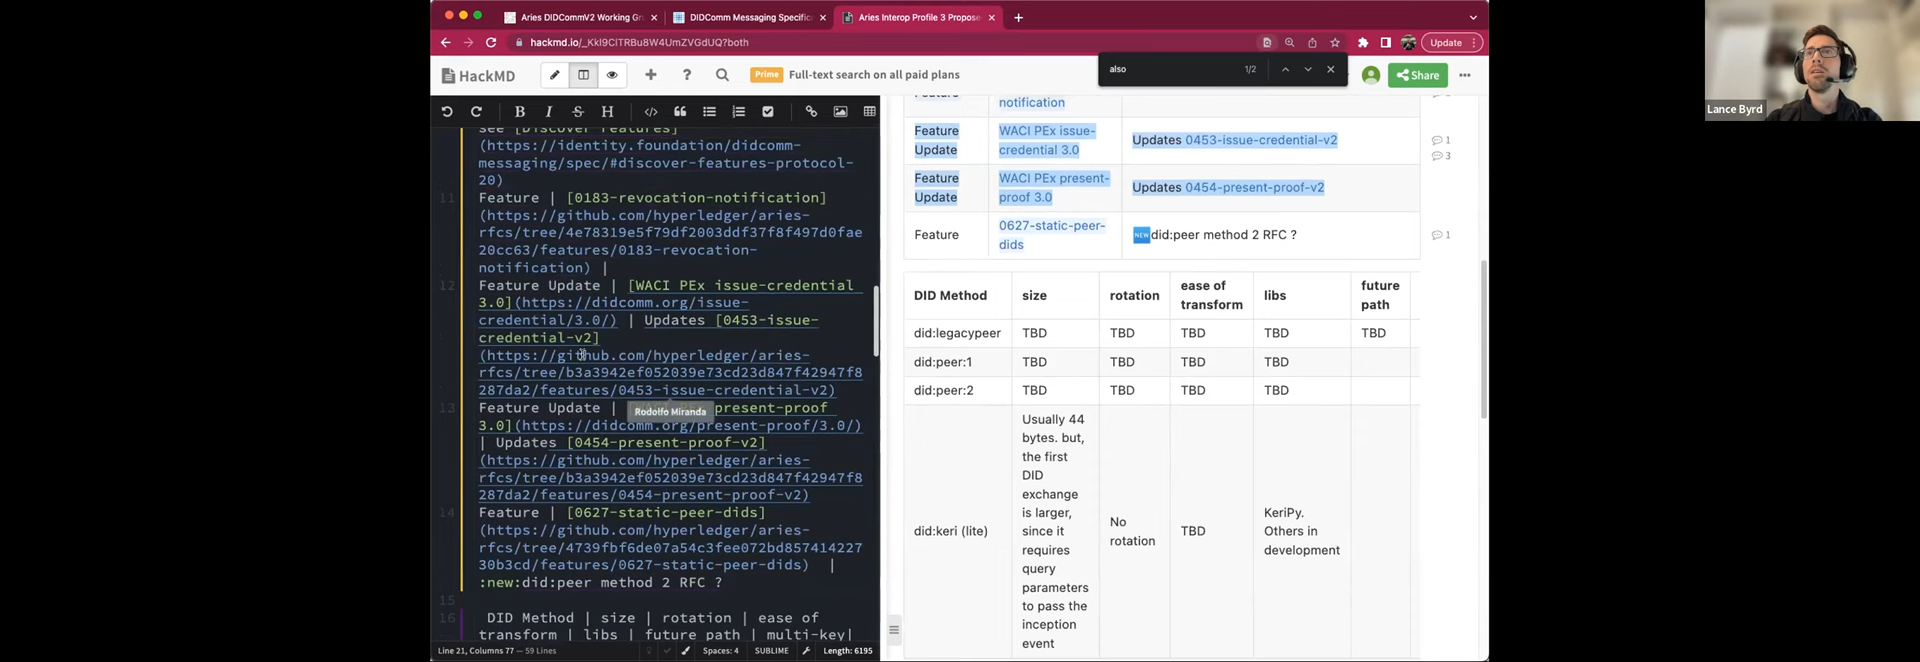 Aries DIDCommV2 Working Gr
DIDComm Messaging Specific
Aries Interop Profile 3 Propose
hackmd.io/_KkI9ClTRBu8W4UmZVGdUQ?both
Update
also
1/2
HackMD
Prime
Full-text search on all paid plans
Share
see [Discover Features]
(https://identity.foundation/didcomm-
messaging/spec/#discover-features-protocol-
20)
11
Feature | [0183-revocation-notification]
(https://github.com/hyperledger/aries-
rfcs/tree/4e78319e5f79df2003ddf37f8f497d0fae
20cc63/features/0183-revocation-
notification) |
12
Feature Update | [WACI PEx issue-credential
3.0](https://didcomm.org/issue-
credential/3.0/) | Updates [0453-issue-
credential-v2]
(https://github.com/hyperledger/aries-
rfcs/tree/b3a3942ef052039e73cd23d847f42947f8
287da2/features/0453-issue-credential-v2)
13
Feature Update |
Rodolfo Miranda
present-proof
3.0](https://didcomm.org/present-proof/3.0/)
| Updates [0454-present-proof-v2]
(https://github.com/hyperledger/aries-
rfcs/tree/b3a3942ef052039e73cd23d847f42947f8
287da2/features/0454-present-proof-v2)
14
Feature | [0627-static-peer-dids]
(https://github.com/hyperledger/aries-
rfcs/tree/4739fbf6de07a54c3fee072bd857414227
30b3cd/features/0627-static-peer-dids) |
:new:did:peer method 2 RFC ?
15
16
DID Method | size | rotation | ease of
transform | libs | future path | multi-key|
Line 21, Columns 77 — 59 Lines
Spaces: 4
SUBLIME
Length: 6195
Feature
notification
Feature Update
WACI PEx issue-
credential 3.0
Updates 0453-issue-credential-v2
1
3
Feature Update
WACI PEx present-
proof 3.0
Updates 0454-present-proof-v2
Feature
0627-static-peer-
dids
NEW did:peer method 2 RFC ?
1
DID Method
size
rotation
ease of
transform
libs
future
path
did:legacypeer
TBD
TBD
TBD
TBD
TBD
did:peer:1
TBD
TBD
TBD
TBD
did:peer:2
TBD
TBD
TBD
TBD
did:keri (lite)
Usually 44
bytes. but,
the first
DID
exchange
is larger,
since it
requires
query
parameters
to pass the
inception
event
No
rotation
TBD
KeriPy.
Others in
development
Lance Byrd